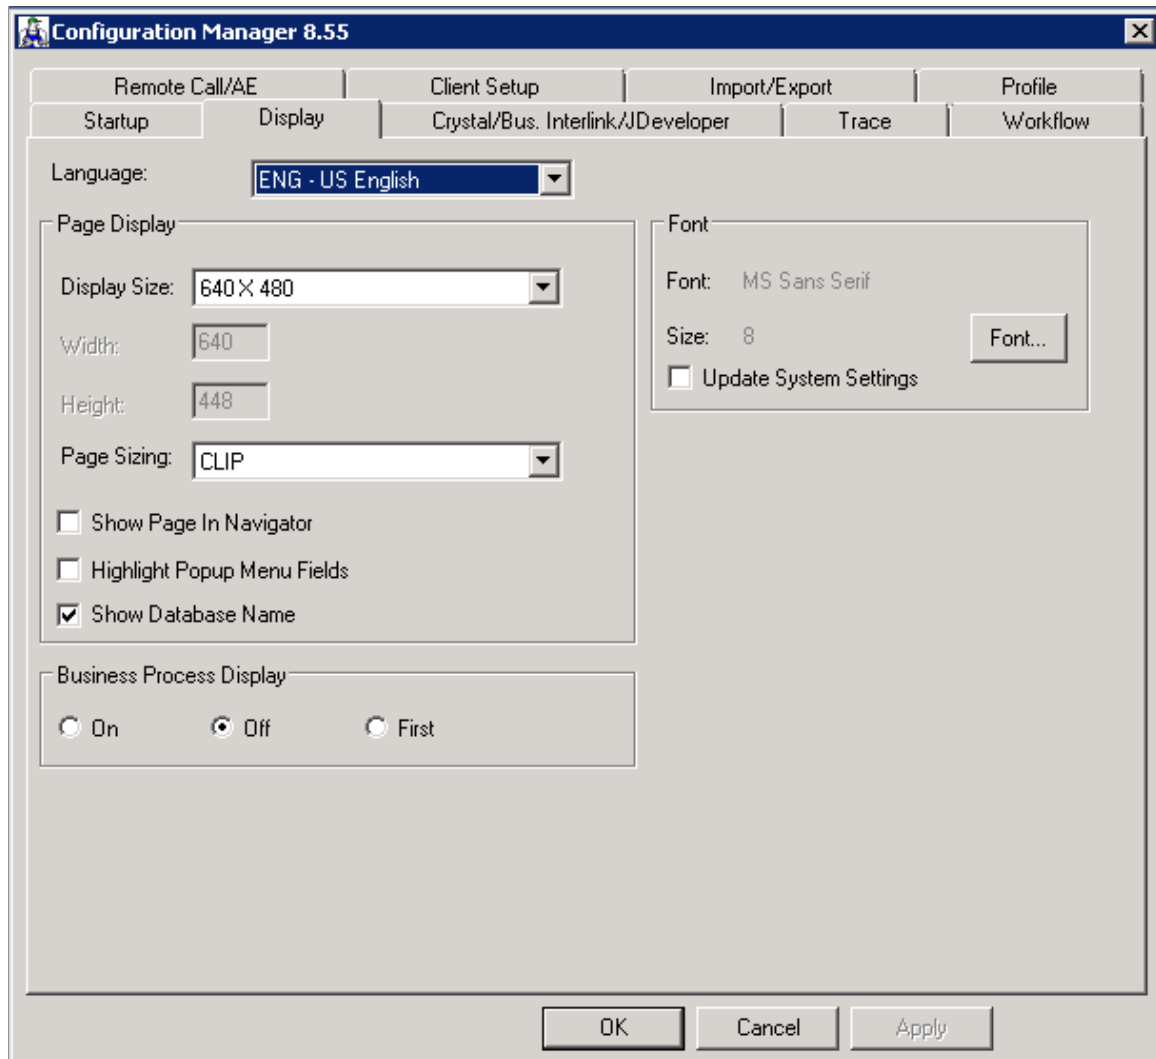 Configuration Manager 8.55
Remote Call/AE Client Setup Import/Export Profile
Startup Display Crystal/Bus. Interlink/JDeveloper Trace Workflow
Language: ENG - US English
Page Display
Display Size: 640 X 480
Width: 640
Height: 448
Page Sizing: CLIP
Show Page In Navigator
Highlight Popup Menu Fields
Show Database Name
Font
Font: MS Sans Serif
Size: 8
Font...
Update System Settings
Business Process Display
On Off First
OK Cancel Apply